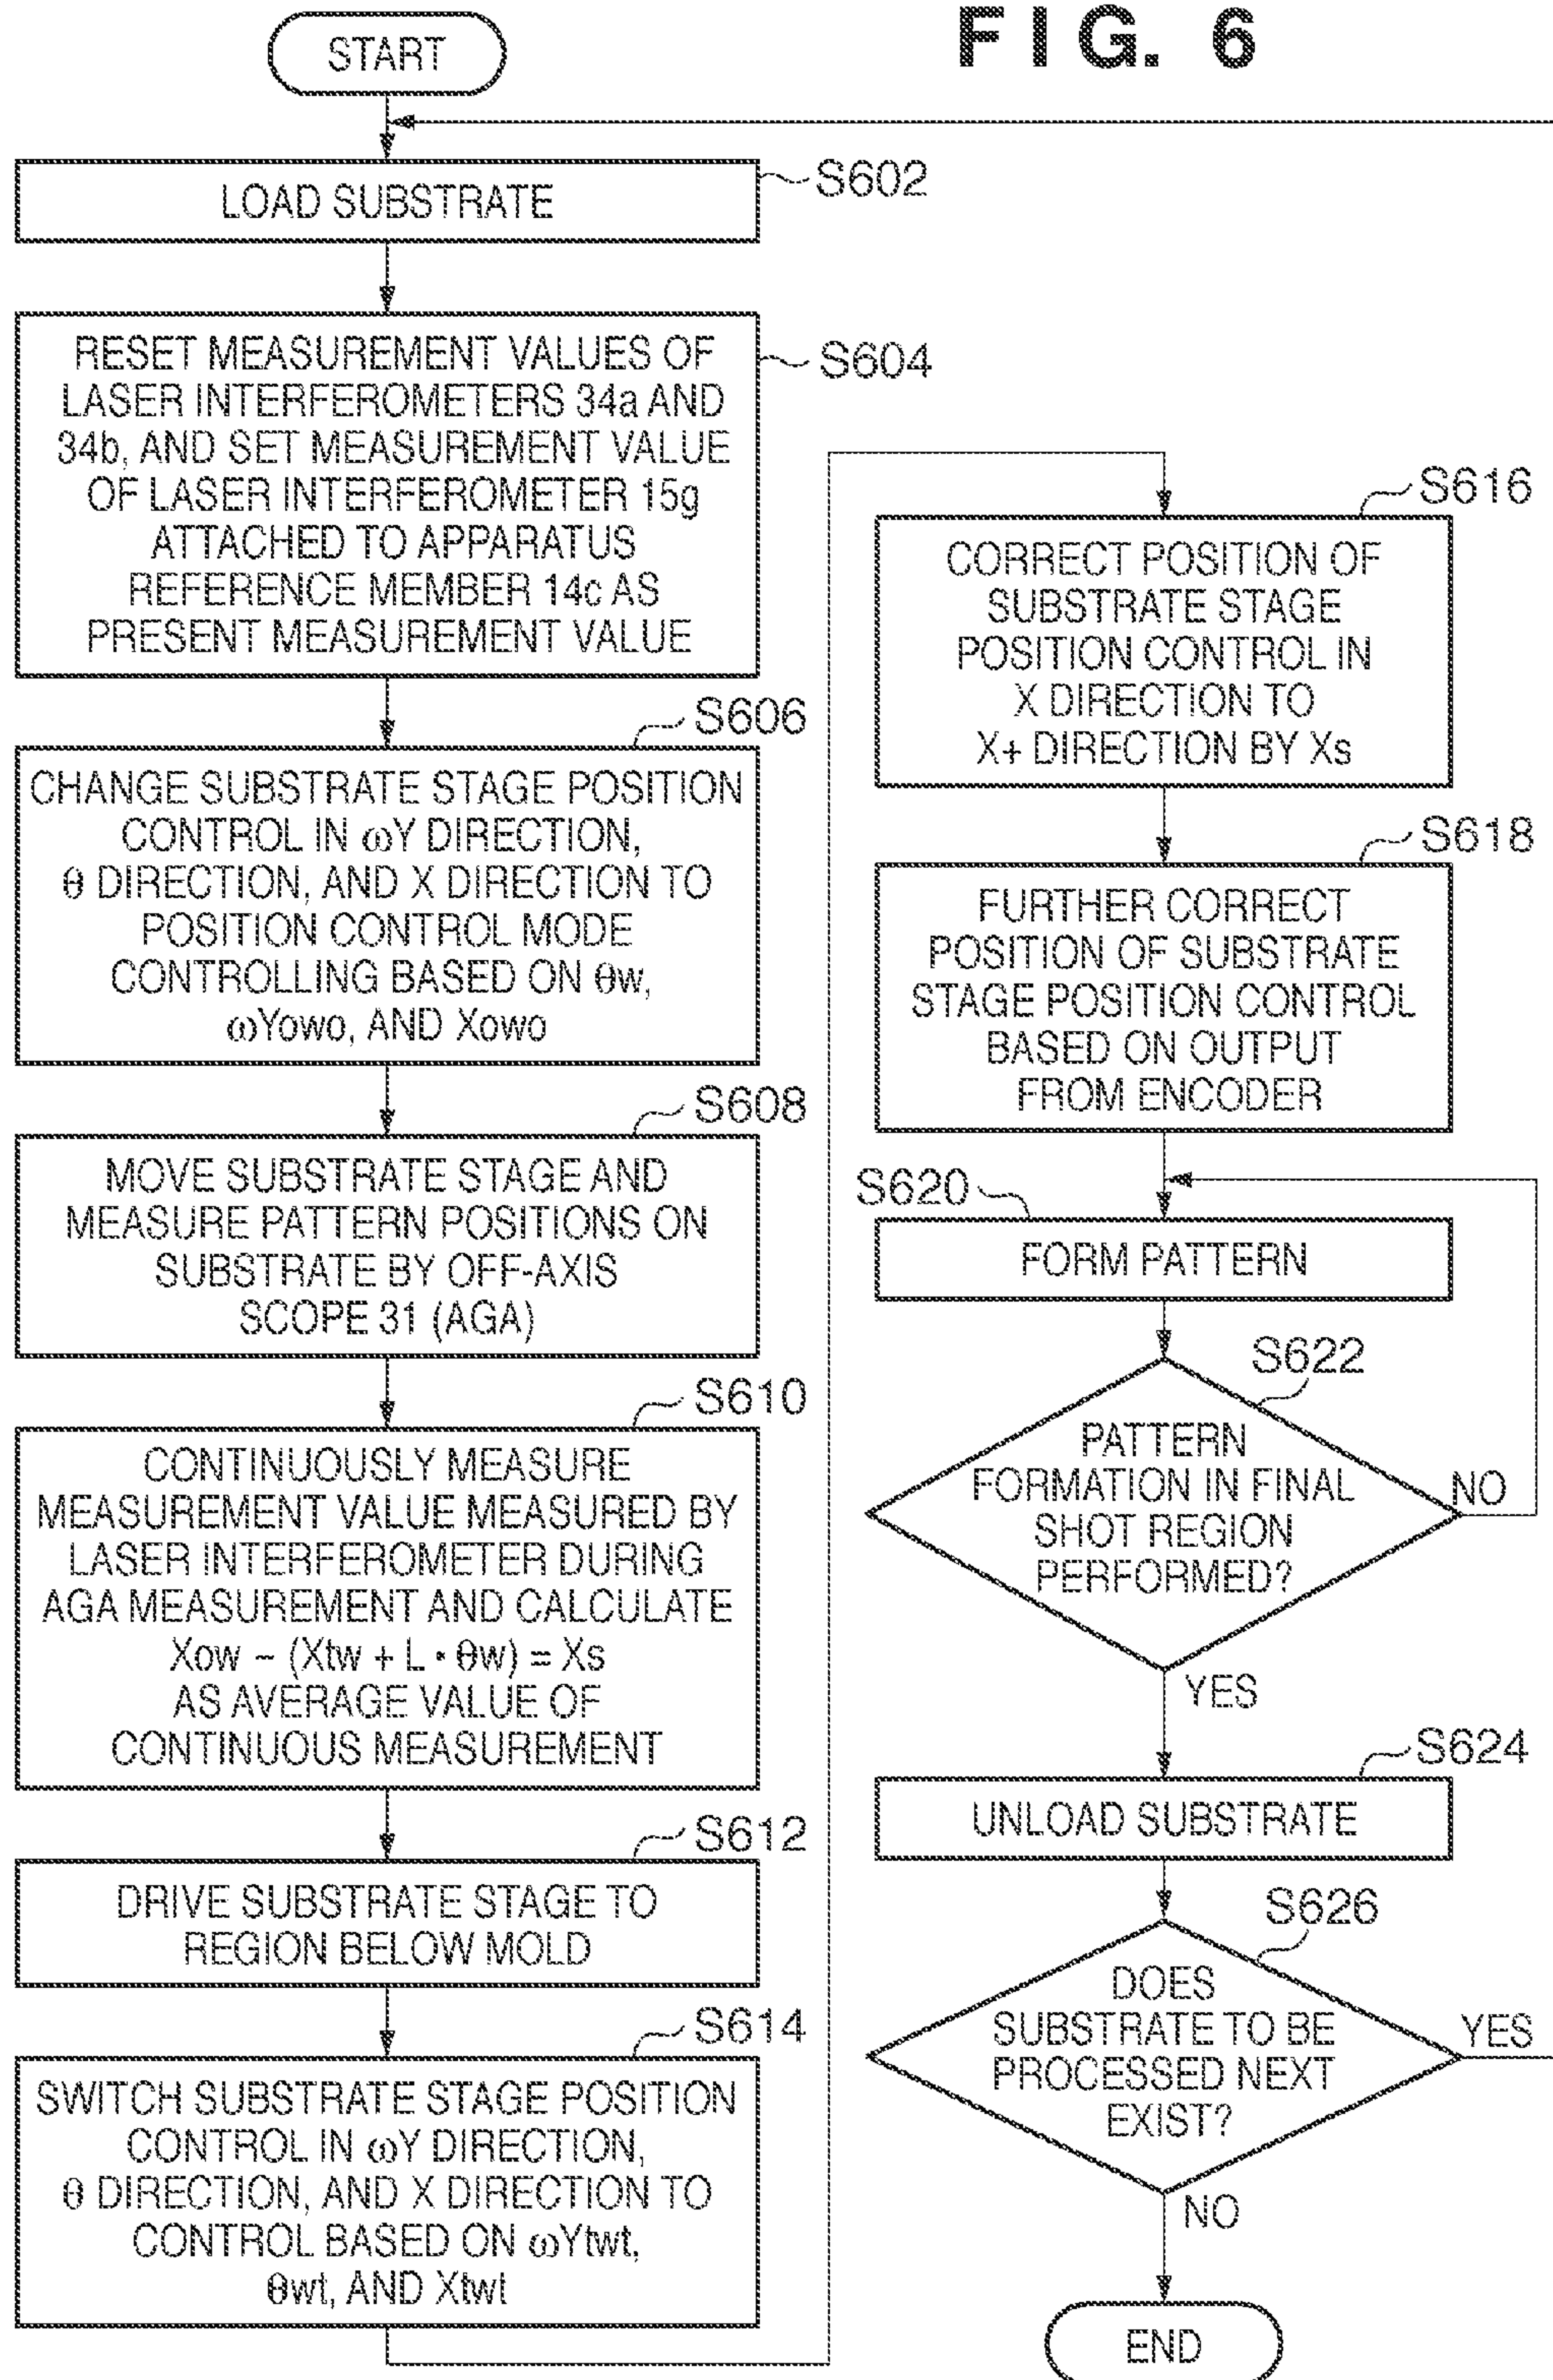 FIG. 6
START
LOAD SUBSTRATE
S602
RESET MEASUREMENT VALUES OF
LASER INTERFEROMETERS 34a AND
34b, AND SET MEASUREMENT VALUE
OF LASER INTERFEROMETER 15g
ATTACHED TO APPARATUS
REFERENCE MEMBER 14c AS
PRESENT MEASUREMENT VALUE
S604
S606
CHANGE SUBSTRATE STAGE POSITION
CONTROL IN ωY DIRECTION,
θ DIRECTION, AND X DIRECTION TO
POSITION CONTROL MODE
CONTROLLING BASED ON θw,
ωYowo, AND Xowo
S608
MOVE SUBSTRATE STAGE AND
MEASURE PATTERN POSITIONS ON
SUBSTRATE BY OFF-AXIS
SCOPE 31 (AGA)
S610
CONTINUOUSLY MEASURE
MEASUREMENT VALUE MEASURED BY
LASER INTERFEROMETER DURING
AGA MEASUREMENT AND CALCULATE
Xow – (Xtw + L • θw) = Xs
AS AVERAGE VALUE OF
CONTINUOUS MEASUREMENT
S612
DRIVE SUBSTRATE STAGE TO
REGION BELOW MOLD
S614
SWITCH SUBSTRATE STAGE POSITION
CONTROL IN ωY DIRECTION,
θ DIRECTION, AND X DIRECTION TO
CONTROL BASED ON ωYtwt,
θwt, AND Xtwt
S616
CORRECT POSITION OF
SUBSTRATE STAGE
POSITION CONTROL IN
X DIRECTION TO
X+ DIRECTION BY Xs
S618
FURTHER CORRECT
POSITION OF SUBSTRATE
STAGE POSITION CONTROL
BASED ON OUTPUT
FROM ENCODER
S620
FORM PATTERN
S622
PATTERN
FORMATION IN FINAL
SHOT REGION
PERFORMED?
NO
YES
S624
UNLOAD SUBSTRATE
S626
DOES
SUBSTRATE TO BE
PROCESSED NEXT
EXIST?
YES
NO
END